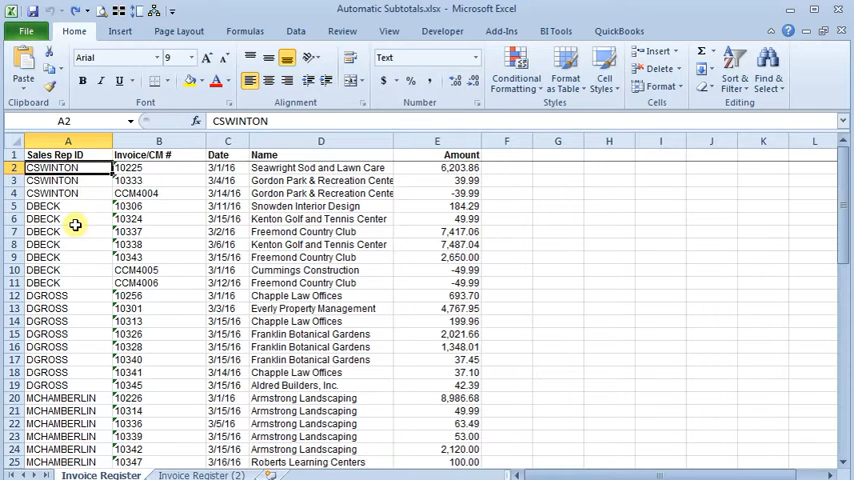 Automatic Subtotals.xlsx - Microsoft Excel
File Home Insert Page Layout Formulas Data Review View Developer Add-Ins BI Tools QuickBooks
Paste Arial 9 A A Text Conditional Formatting Format as Table Cell Styles Insert Delete Format Σ Sort & Filter Find & Select
B I U A $ % ,
Clipboard Font Alignment Number Styles Cells Editing
A2 fx CSWINTON
A B C D E F G H I J K L
1 Sales Rep ID Invoice/CM # Date Name Amount
2 CSWINTON 10225 3/1/16 Seawright Sod and Lawn Care 6,203.86
3 CSWINTON 10333 3/4/16 Gordon Park & Recreation Cente 39.99
4 CSWINTON CCM4004 3/14/16 Gordon Park & Recreation Cente -39.99
5 DBECK 10306 3/11/16 Snowden Interior Design 184.29
6 DBECK 10324 3/15/16 Kenton Golf and Tennis Center 49.99
7 DBECK 10337 3/2/16 Freemond Country Club 7,417.06
8 DBECK 10338 3/6/16 Kenton Golf and Tennis Center 7,487.04
9 DBECK 10343 3/15/16 Freemond Country Club 2,650.00
10 DBECK CCM4005 3/3/16 Cummings Construction -49.99
11 DBECK CCM4006 3/12/16 Freemond Country Club -49.99
12 DGROSS 10256 3/1/16 Chapple Law Offices 693.70
13 DGROSS 10301 3/3/16 Everly Property Management 4,767.95
14 DGROSS 10313 3/15/16 Chapple Law Offices 199.96
15 DGROSS 10326 3/15/16 Franklin Botanical Gardens 2,021.66
16 DGROSS 10328 3/15/16 Franklin Botanical Gardens 1,348.01
17 DGROSS 10340 3/15/16 Franklin Botanical Gardens 37.45
18 DGROSS 10341 3/14/16 Chapple Law Offices 37.10
19 DGROSS 10345 3/15/16 Aldred Builders, Inc. 42.39
20 MCHAMBERLIN 10226 3/1/16 Armstrong Landscaping 8,986.68
21 MCHAMBERLIN 10314 3/15/16 Armstrong Landscaping 49.99
22 MCHAMBERLIN 10336 3/5/16 Armstrong Landscaping 63.49
23 MCHAMBERLIN 10339 3/15/16 Armstrong Landscaping 53.00
24 MCHAMBERLIN 10342 3/15/16 Armstrong Landscaping 2,120.00
25 MCHAMBERLIN 10347 3/16/16 Roberts Learning Centers 100.00
Invoice Register Invoice Register (2)